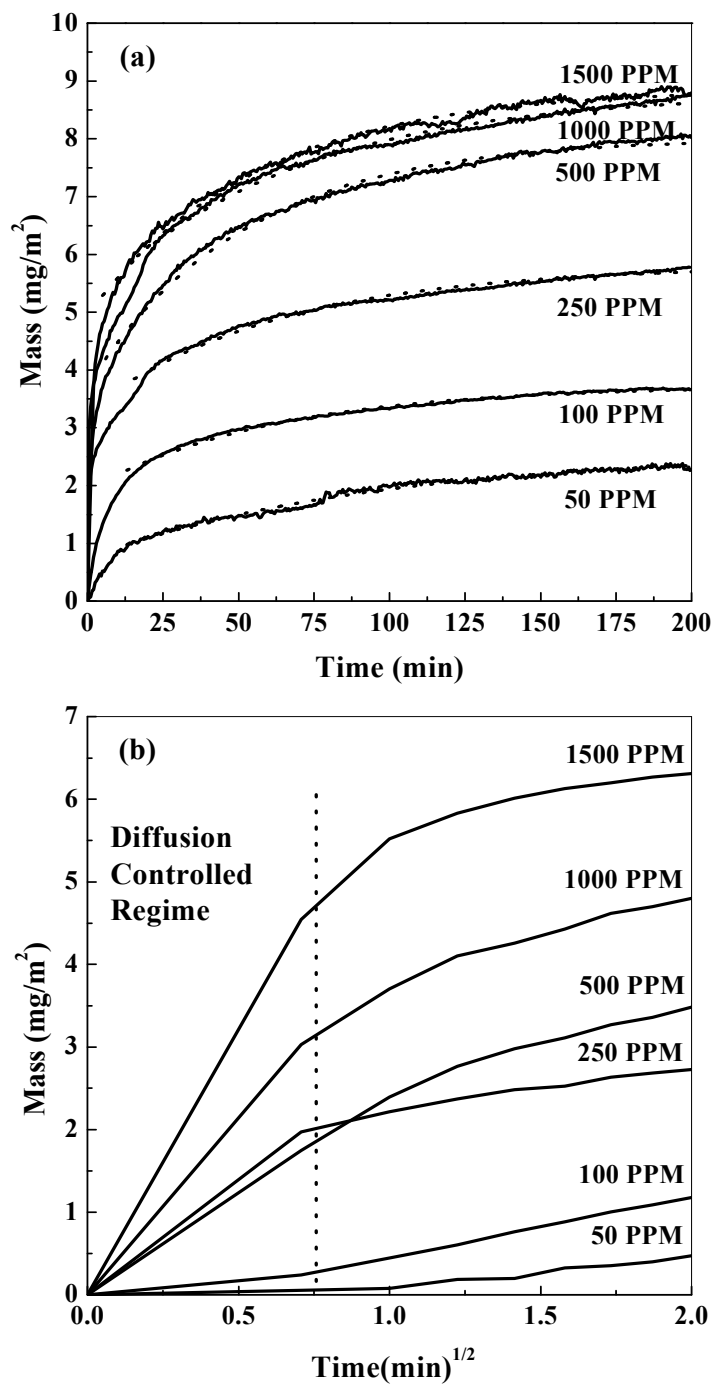 (a)
10
9
8
7
6
5
4
3
2
1
0
Mass (mg/m²)
1500 PPM
1000 PPM
500 PPM
250 PPM
100 PPM
50 PPM
0 25 50 75 100 125 150 175 200
Time (min)
(b)
7
6
5
4
3
2
1
0
Mass (mg/m²)
Diffusion
Controlled
Regime
1500 PPM
1000 PPM
500 PPM
250 PPM
100 PPM
50 PPM
0.0 0.5 1.0 1.5 2.0
Time(min)^1/2